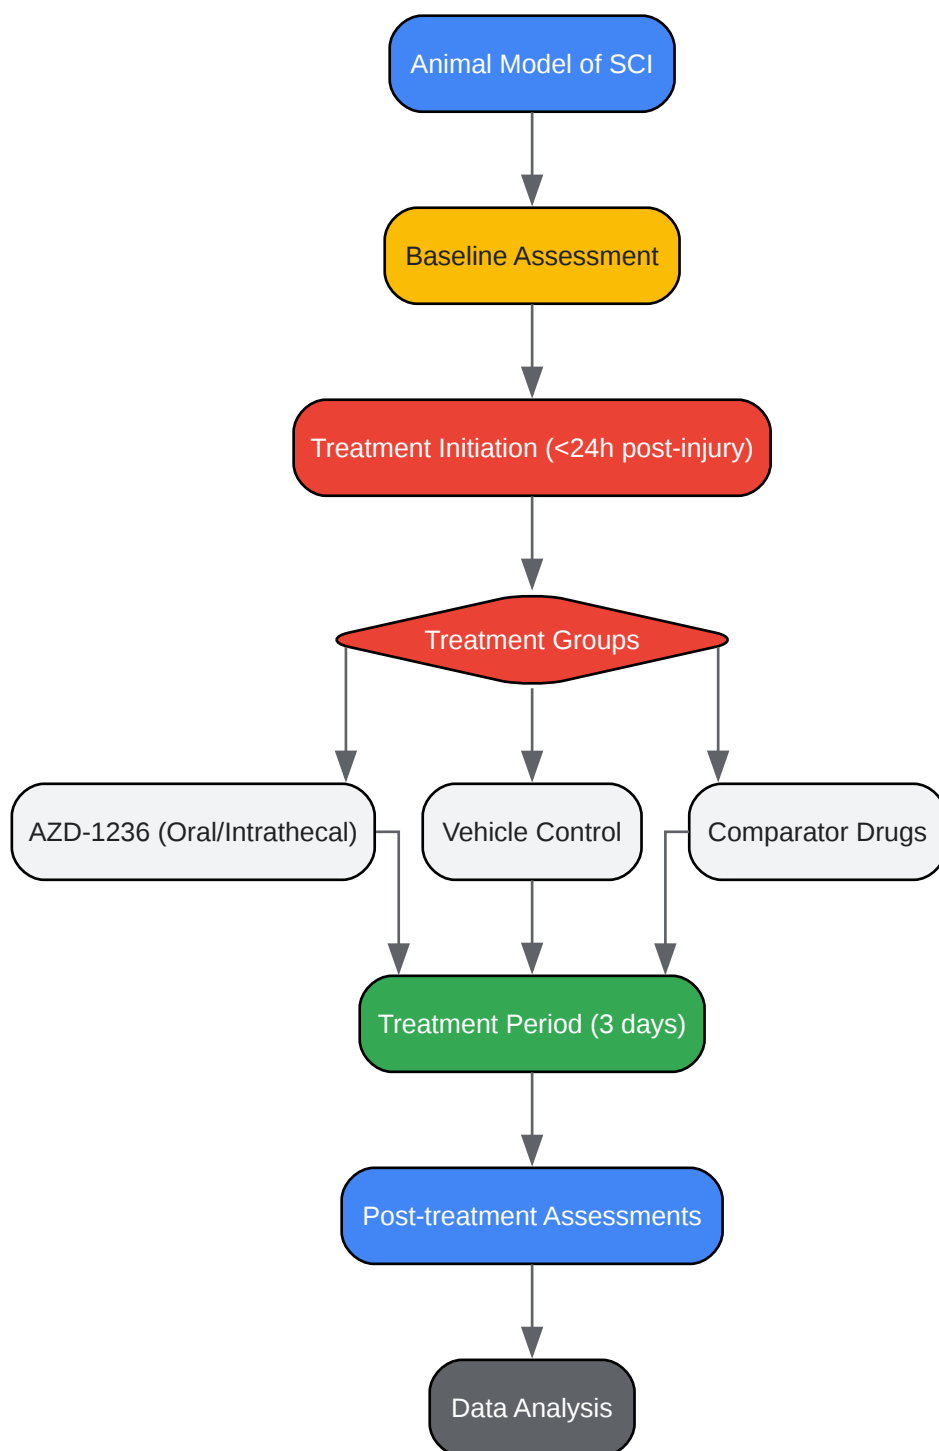 Animal Model of SCI
Baseline Assessment
Treatment Initiation (<24h post-injury)
Treatment Groups
AZD-1236 (Oral/Intrathecal)
Vehicle Control
Comparator Drugs
Treatment Period (3 days)
Post-treatment Assessments
Data Analysis